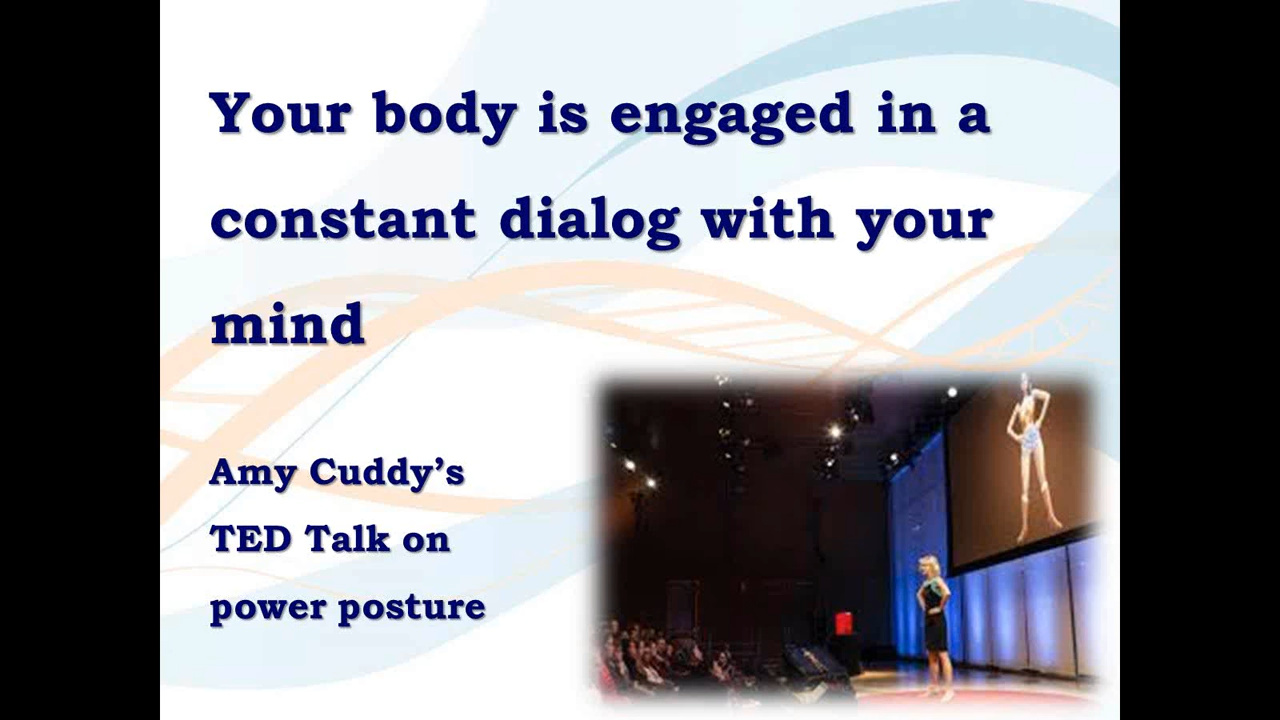 Your body is engaged in a
constant dialog with your
mind
Amy Cuddy’s
TED Talk on
power posture